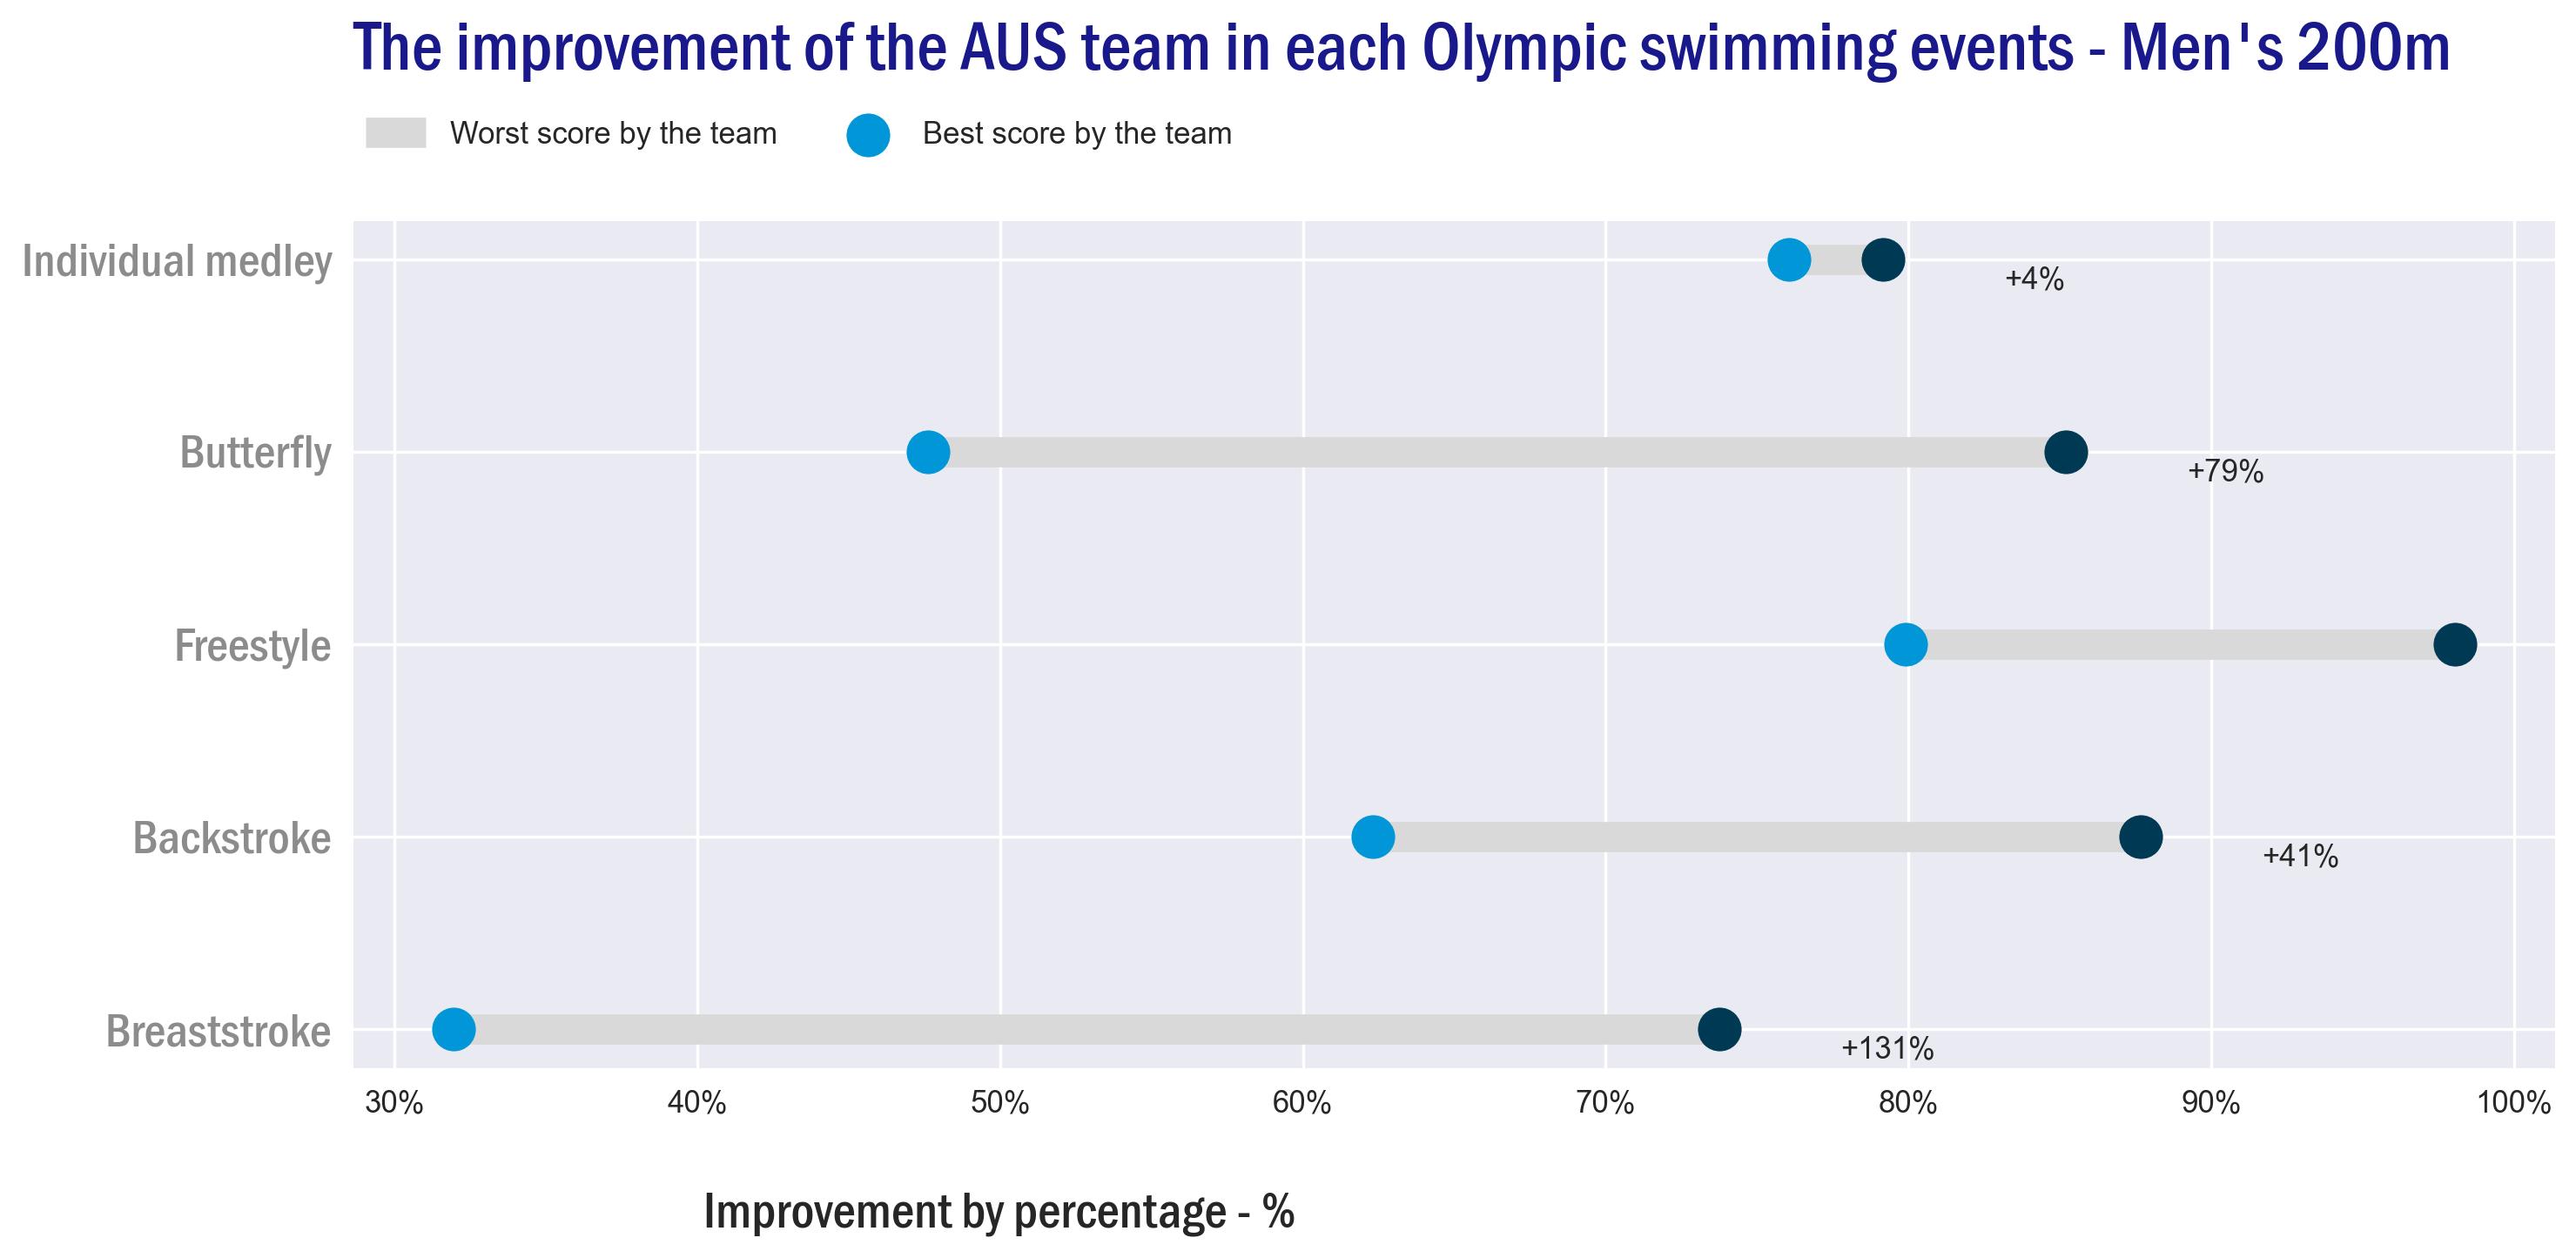 The improvement of the AUS team in each Olympic swimming events - Men's 200m
Worst score by the team
Best score by the team
Individual medley
+4%
Butterfly
+79%
Freestyle
Backstroke
+41%
Breaststroke
+131%
30%
40%
50%
60%
70%
80%
90%
100%
Improvement by percentage - %